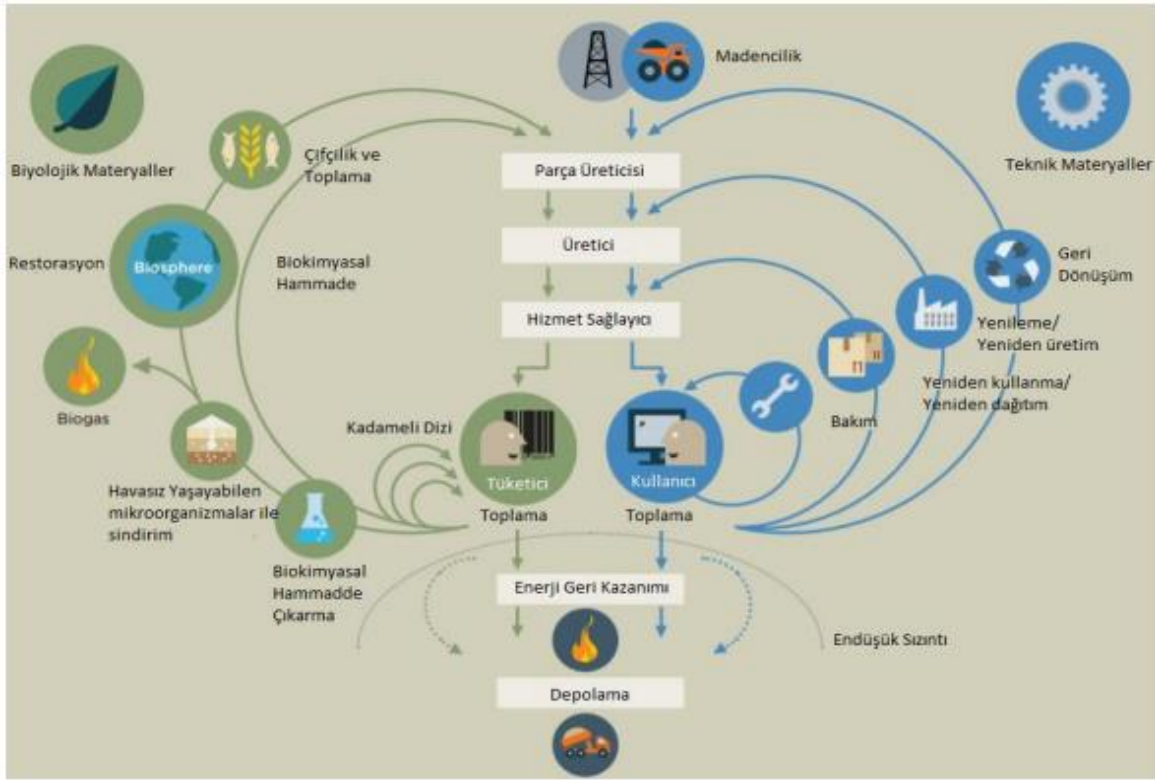 Madencilik
Biyolojik Materyaller
Çifçilik ve
Toplama
Parça Üreticisi
Teknik Materyaller
Restorasyon
Biosphere
Biokimyasal
Hammade
Üretici
Geri
Dönüşüm
Hizmet Sağlayıcı
Yenileme/
Yeniden üretim
Biogas
Yeniden kullanma/
Yeniden dağıtım
Bakım
Kadameli Dizi
Tüketici
Kullanıcı
Havasız Yaşayabilen
mikroorganizmalar ile
sindirim
Toplama
Toplama
Biokimyasal
Hammadde
Çıkarma
Enerji Geri Kazanımı
Endüşük Sızıntı
Depolama